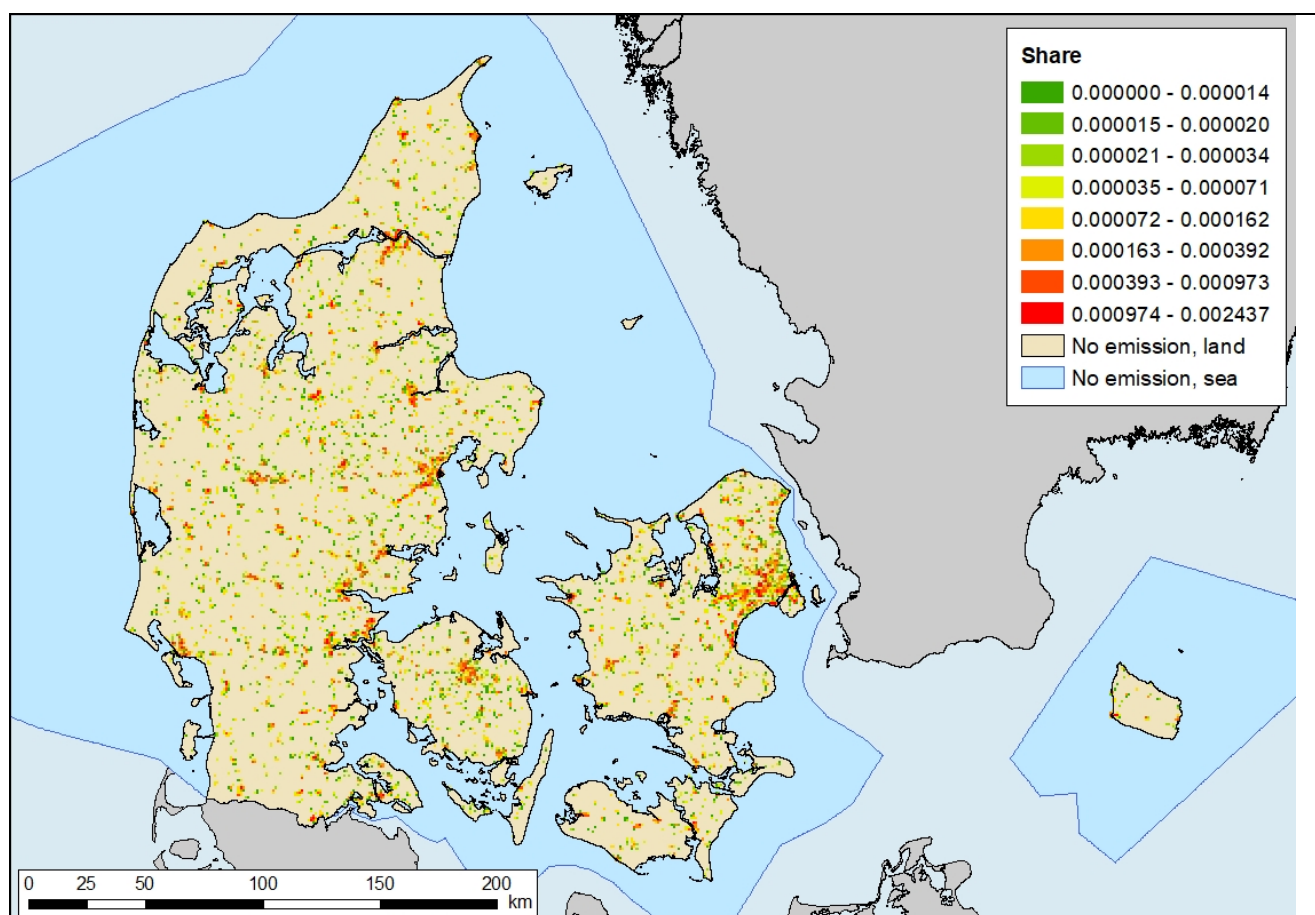 Share
0.000000 - 0.000014
0.000015 - 0.000020
0.000021 - 0.000034
0.000035 - 0.000071
0.000072 - 0.000162
0.000163 - 0.000392
0.000393 - 0.000973
0.000974 - 0.002437
No emission, land
No emission, sea
0 25 50 100 150 200
km